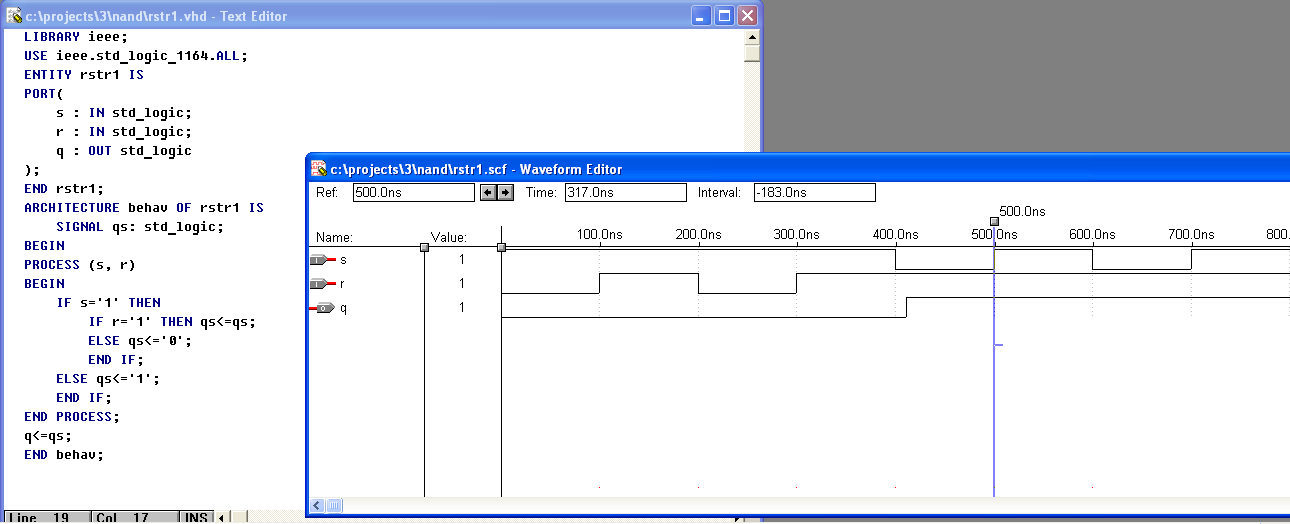 c:\projects\3\nand\rstr1.vhd - Text Editor
LIBRARY ieee;
USE ieee.std_logic_1164.ALL;
ENTITY rstr1 IS
PORT(
s : IN std_logic;
r : IN std_logic;
q : OUT std_logic
);
END rstr1;
ARCHITECTURE behav OF rstr1 IS
SIGNAL qs: std_logic;
BEGIN
PROCESS (s, r)
BEGIN
IF s='1' THEN
IF r='1' THEN qs<=qs;
ELSE qs<='0';
END IF;
ELSE qs<='1';
END IF;
END PROCESS;
q<=qs;
END behav;
Line 19 Col 17 INS
c:\projects\3\nand\rstr1.scf - Waveform Editor
Ref: 500.0ns Time: 317.0ns Interval: -183.0ns
500.0ns
Name: Value: 100.0ns 200.0ns 300.0ns 400.0ns 500.0ns 600.0ns 700.0ns 800.
s 1
r 1
q 1